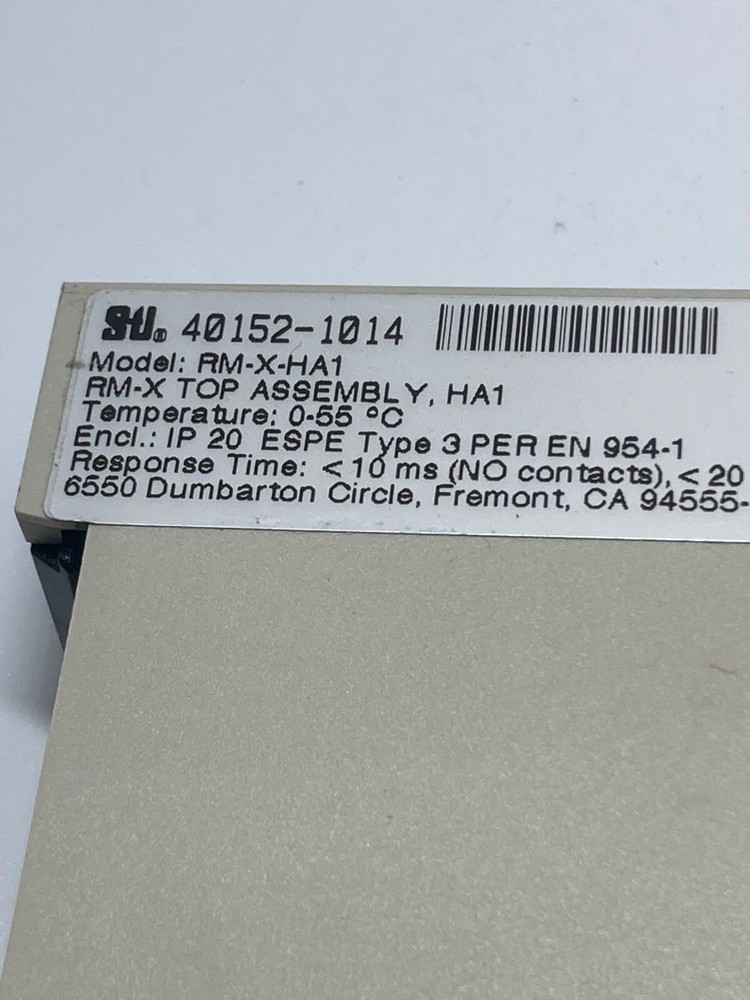 STI® 40152-1014
Model: RM-X-HA1
RM-X TOP ASSEMBLY, HA1
Temperature: 0-55 °C
Encl.: IP 20 ESPE Type 3 PER EN 954-1
Response Time: < 10 ms (NO contacts), < 20
6550 Dumbarton Circle, Fremont, CA 94555-